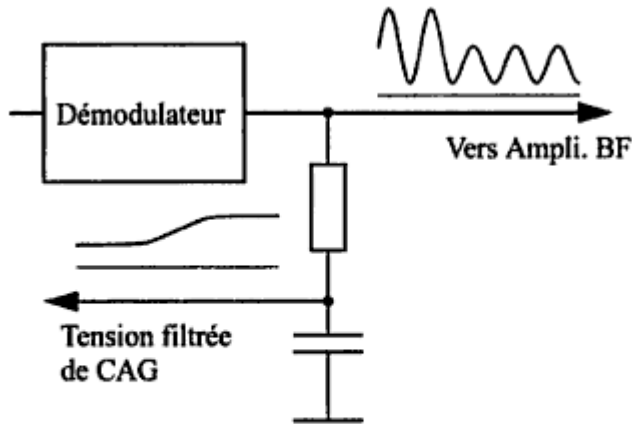 Démodulateur
Vers Ampli. BF
Tension filtrée
de CAG